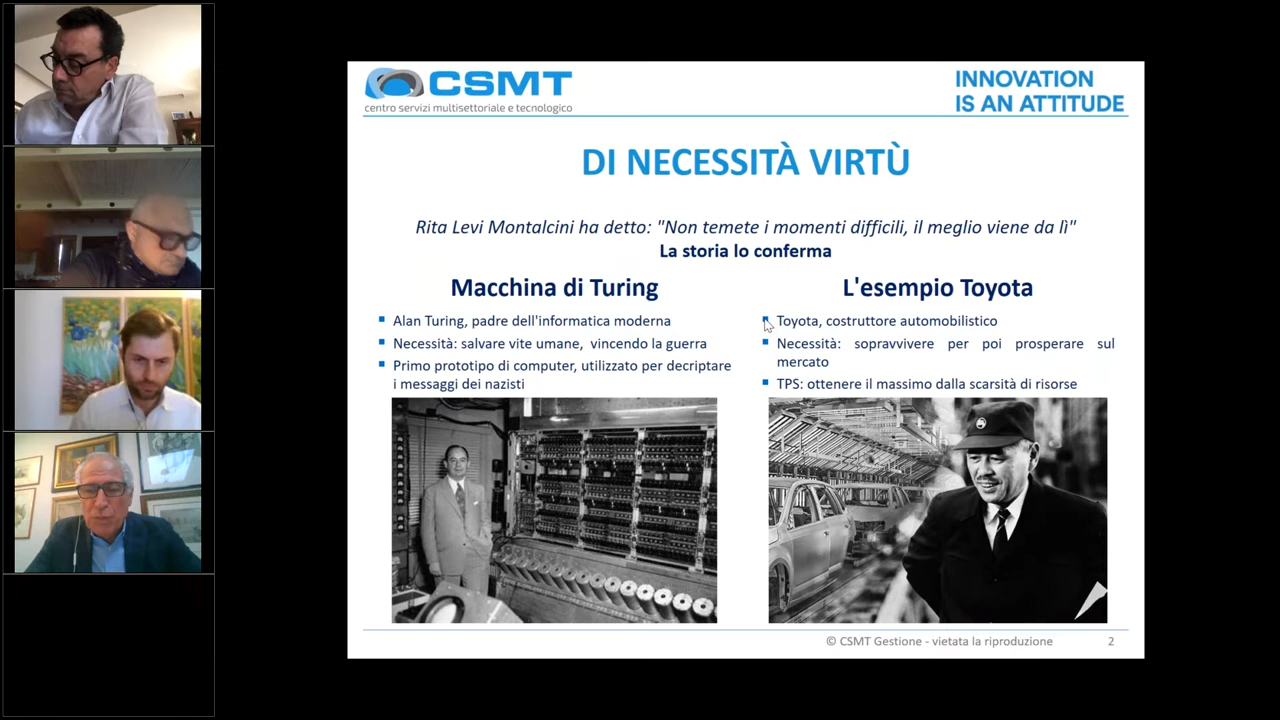 CSMT
centro servizi multisettoriale e tecnologico
INNOVATION
IS AN ATTITUDE
DI NECESSITÀ VIRTÙ
Rita Levi Montalcini ha detto: "Non temete i momenti difficili, il meglio viene da lì"
La storia lo conferma
Macchina di Turing
Alan Turing, padre dell'informatica moderna
Necessità: salvare vite umane, vincendo la guerra
Primo prototipo di computer, utilizzato per decriptare
i messaggi dei nazisti
L'esempio Toyota
Toyota, costruttore automobilistico
Necessità: sopravvivere per poi prosperare sul
mercato
TPS: ottenere il massimo dalla scarsità di risorse
© CSMT Gestione - vietata la riproduzione
2